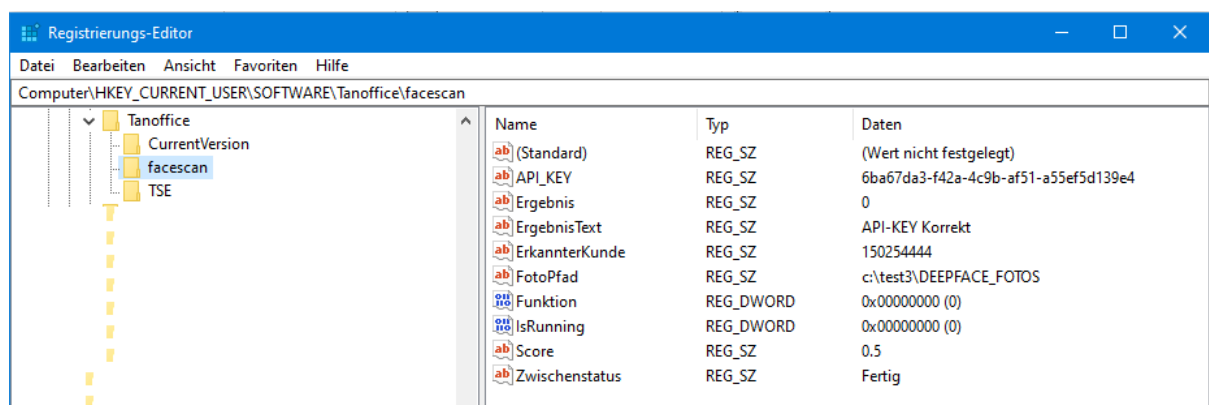 Registrierungs-Editor
Datei Bearbeiten Ansicht Favoriten Hilfe
Computer\HKEY_CURRENT_USER\SOFTWARE\Tanoffice\facescan
Tanoffice
CurrentVersion
facescan
TSE
Name Typ Daten
(Standard) REG_SZ (Wert nicht festgelegt)
API_KEY REG_SZ 6ba67da3-f42a-4c9b-af51-a55ef5d139e4
Ergebnis REG_SZ 0
ErgebnisText REG_SZ API-KEY Korrekt
ErkannterKunde REG_SZ 150254444
FotoPfad REG_SZ c:\test3\DEEPFACE_FOTOS
Funktion REG_DWORD 0x00000000 (0)
IsRunning REG_DWORD 0x00000000 (0)
Score REG_SZ 0.5
Zwischenstatus REG_SZ Fertig